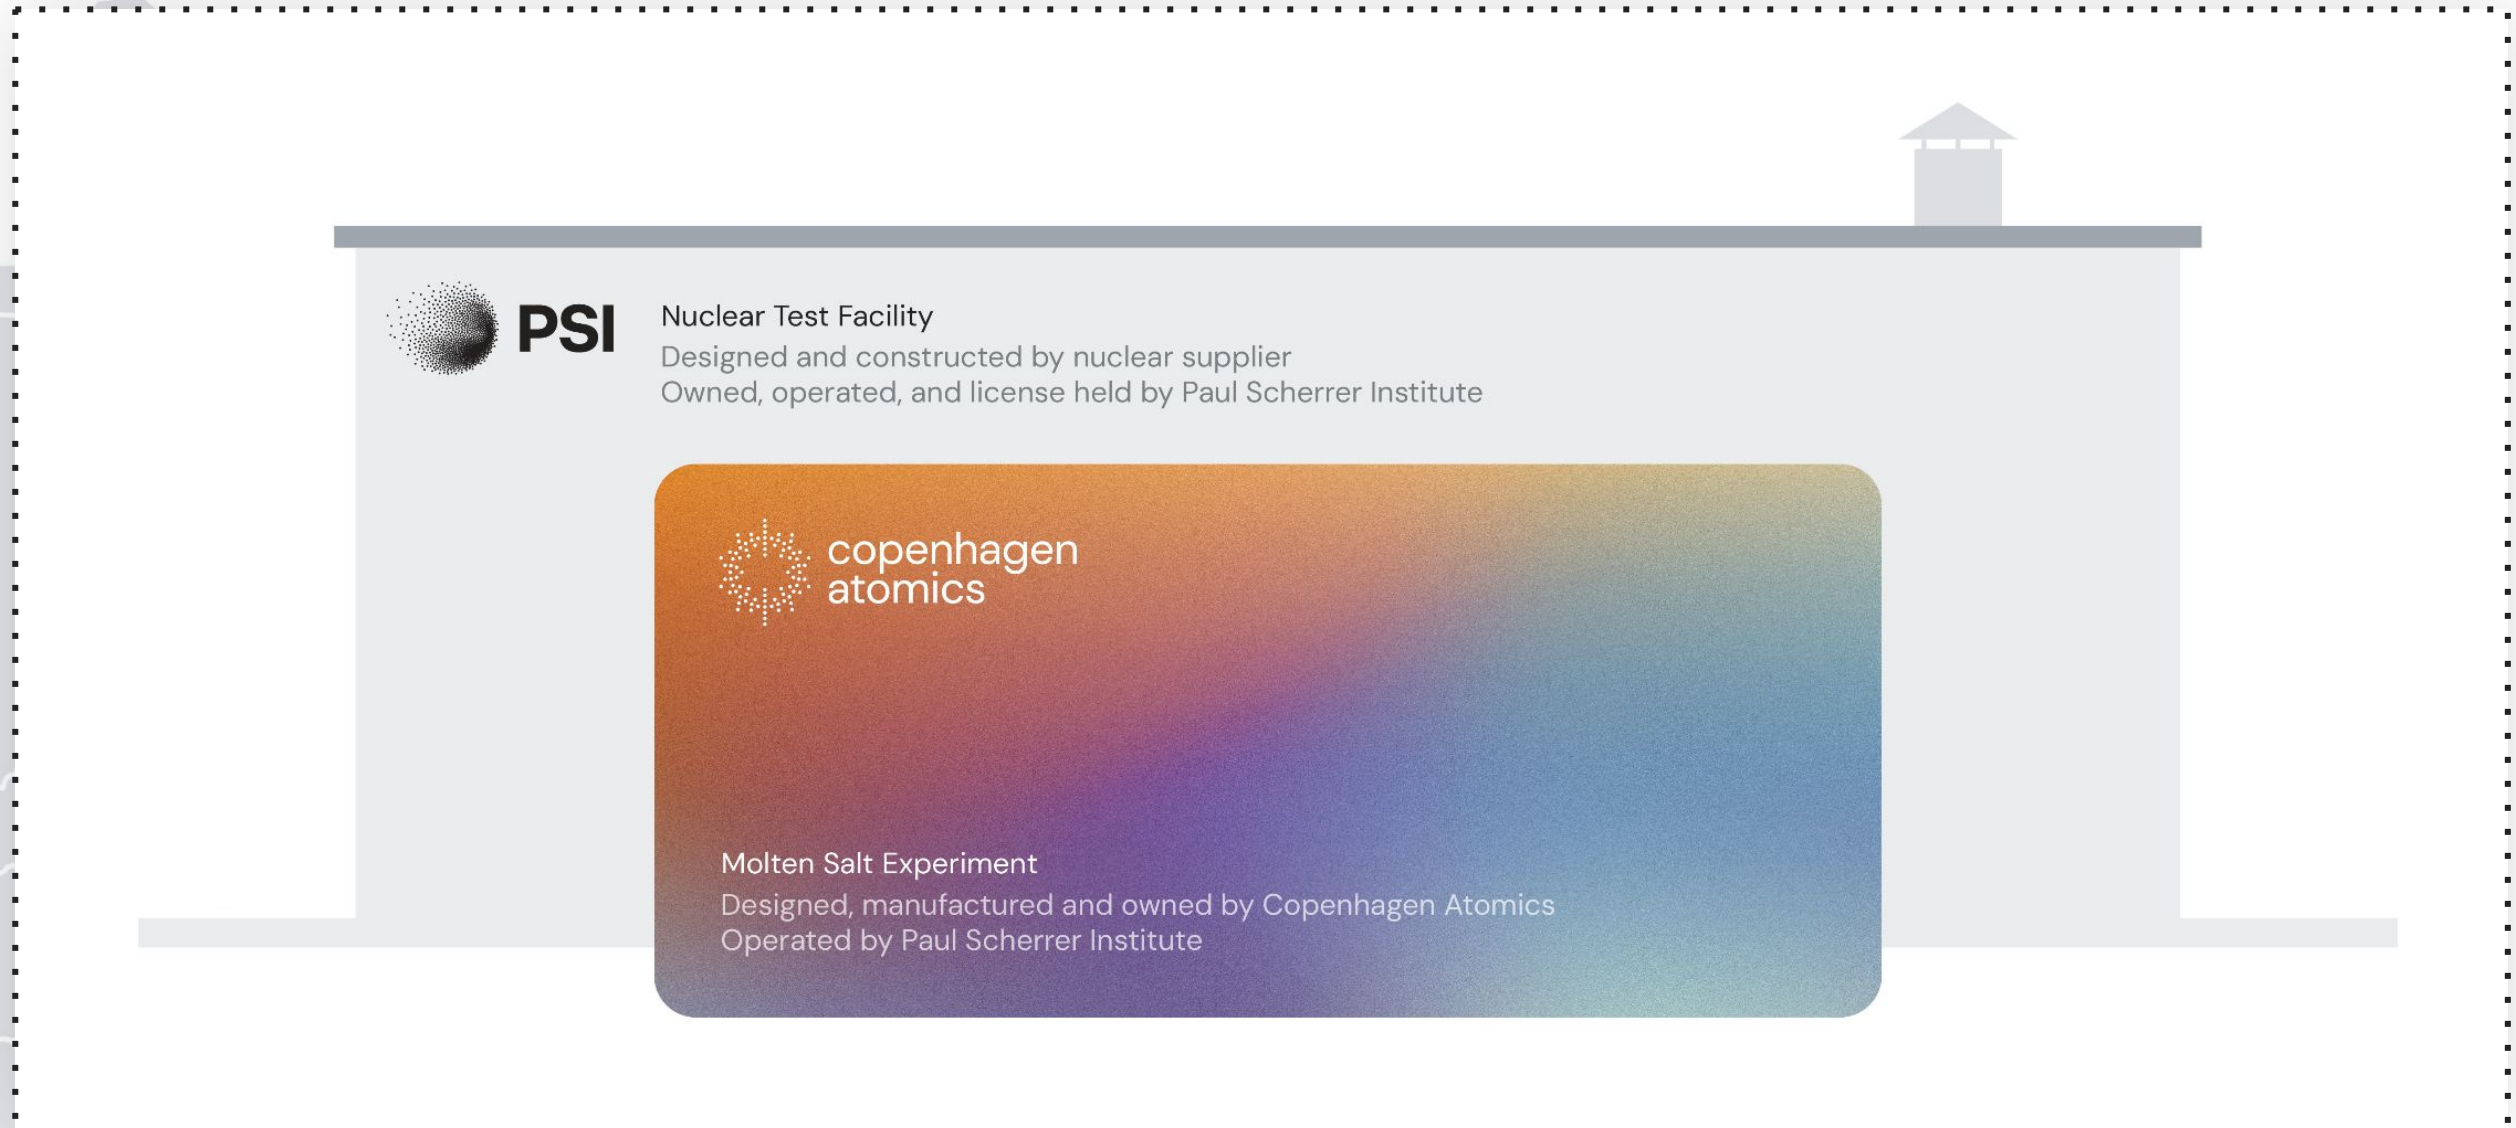 PSI
Nuclear Test Facility
Designed and constructed by nuclear supplier
Owned, operated, and license held by Paul Scherrer Institute
copenhagen
atomics
Molten Salt Experiment
Designed, manufactured and owned by Copenhagen Atomics
Operated by Paul Scherrer Institute